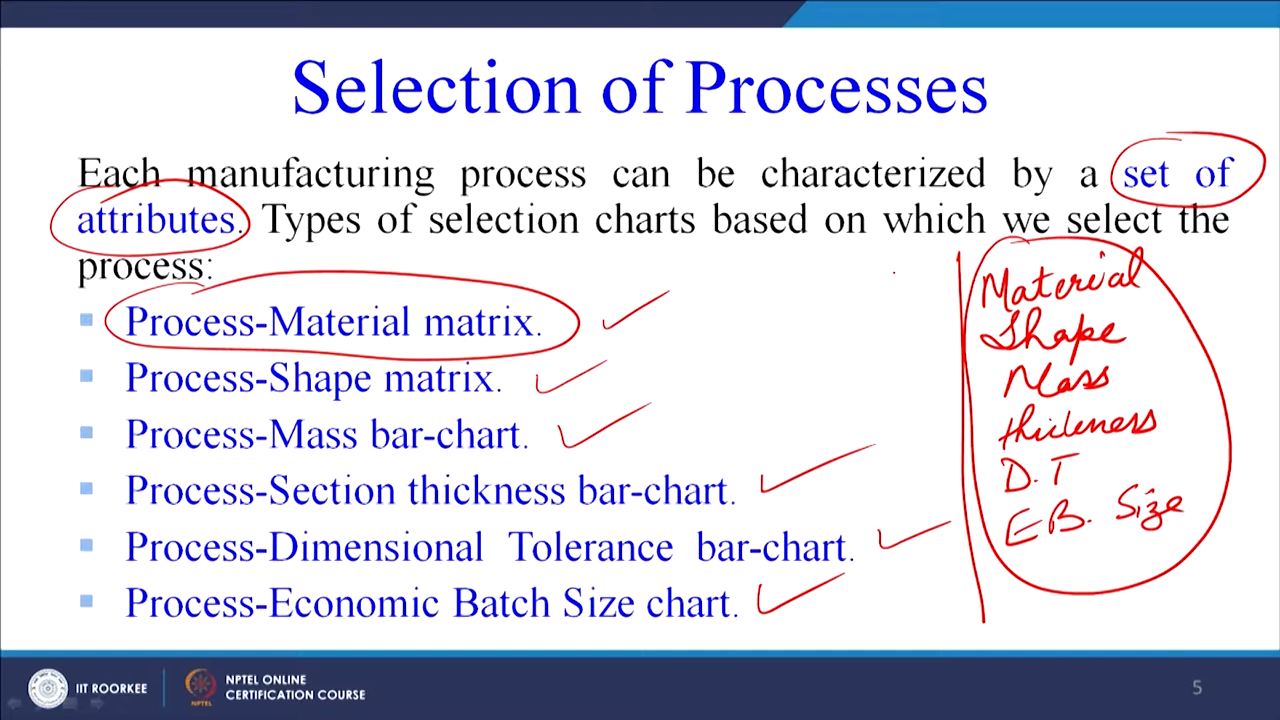 Selection of Processes
Each manufacturing process can be characterized by a set of
attributes. Types of selection charts based on which we select the
process:
Process-Material matrix.
Process-Shape matrix.
Process-Mass bar-chart.
Process-Section thickness bar-chart.
Process-Dimensional Tolerance bar-chart.
Process-Economic Batch Size chart.
Material
Shape
Mass
thickness
D.T
E B. Size
IIT ROORKEE
NPTEL ONLINE
CERTIFICATION COURSE
5